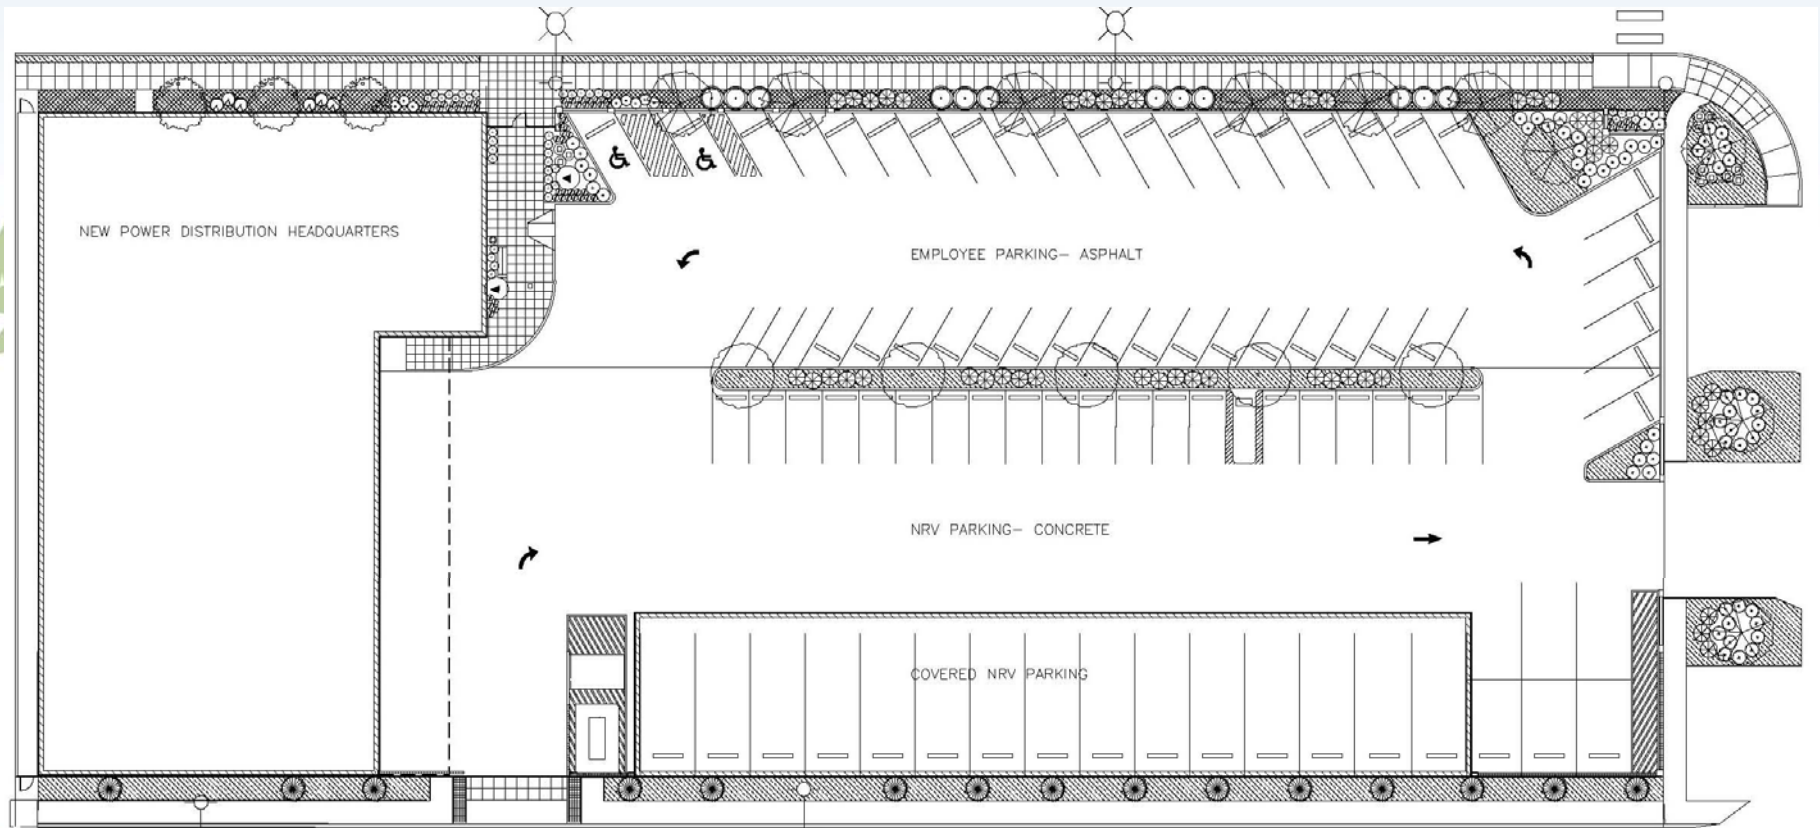 NEW POWER DISTRIBUTION HEADQUARTERS
EMPLOYEE PARKING- ASPHALT
NRV PARKING- CONCRETE
COVERED NRV PARKING